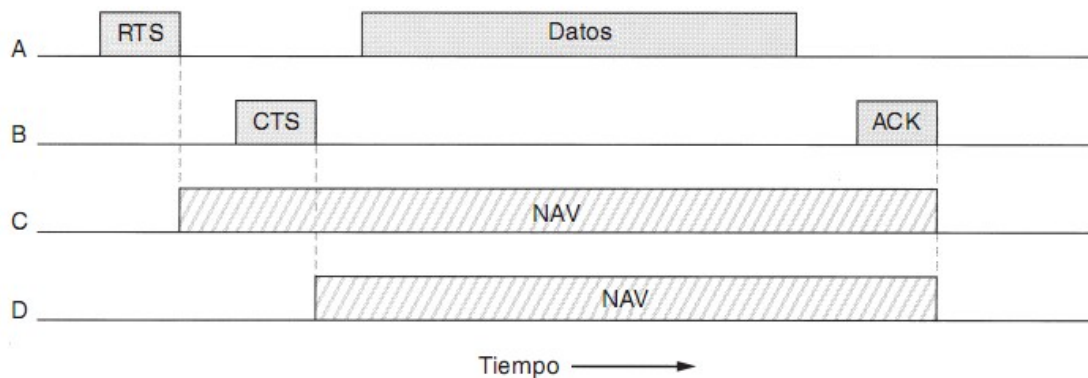 A RTS Datos
B CTS ACK
C NAV
D NAV
Tiempo